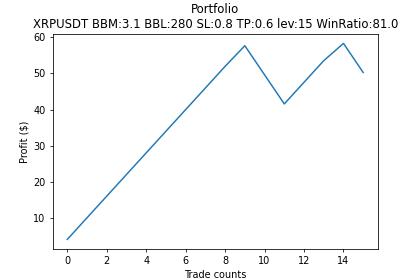 Portfolio
XRPUSDT BBM:3.1 BBL:280 SL:0.8 TP:0.6 lev:15 WinRatio:81.0
60
50
40
30
20
10
Profit ($)
0 2 4 6 8 10 12 14
Trade counts